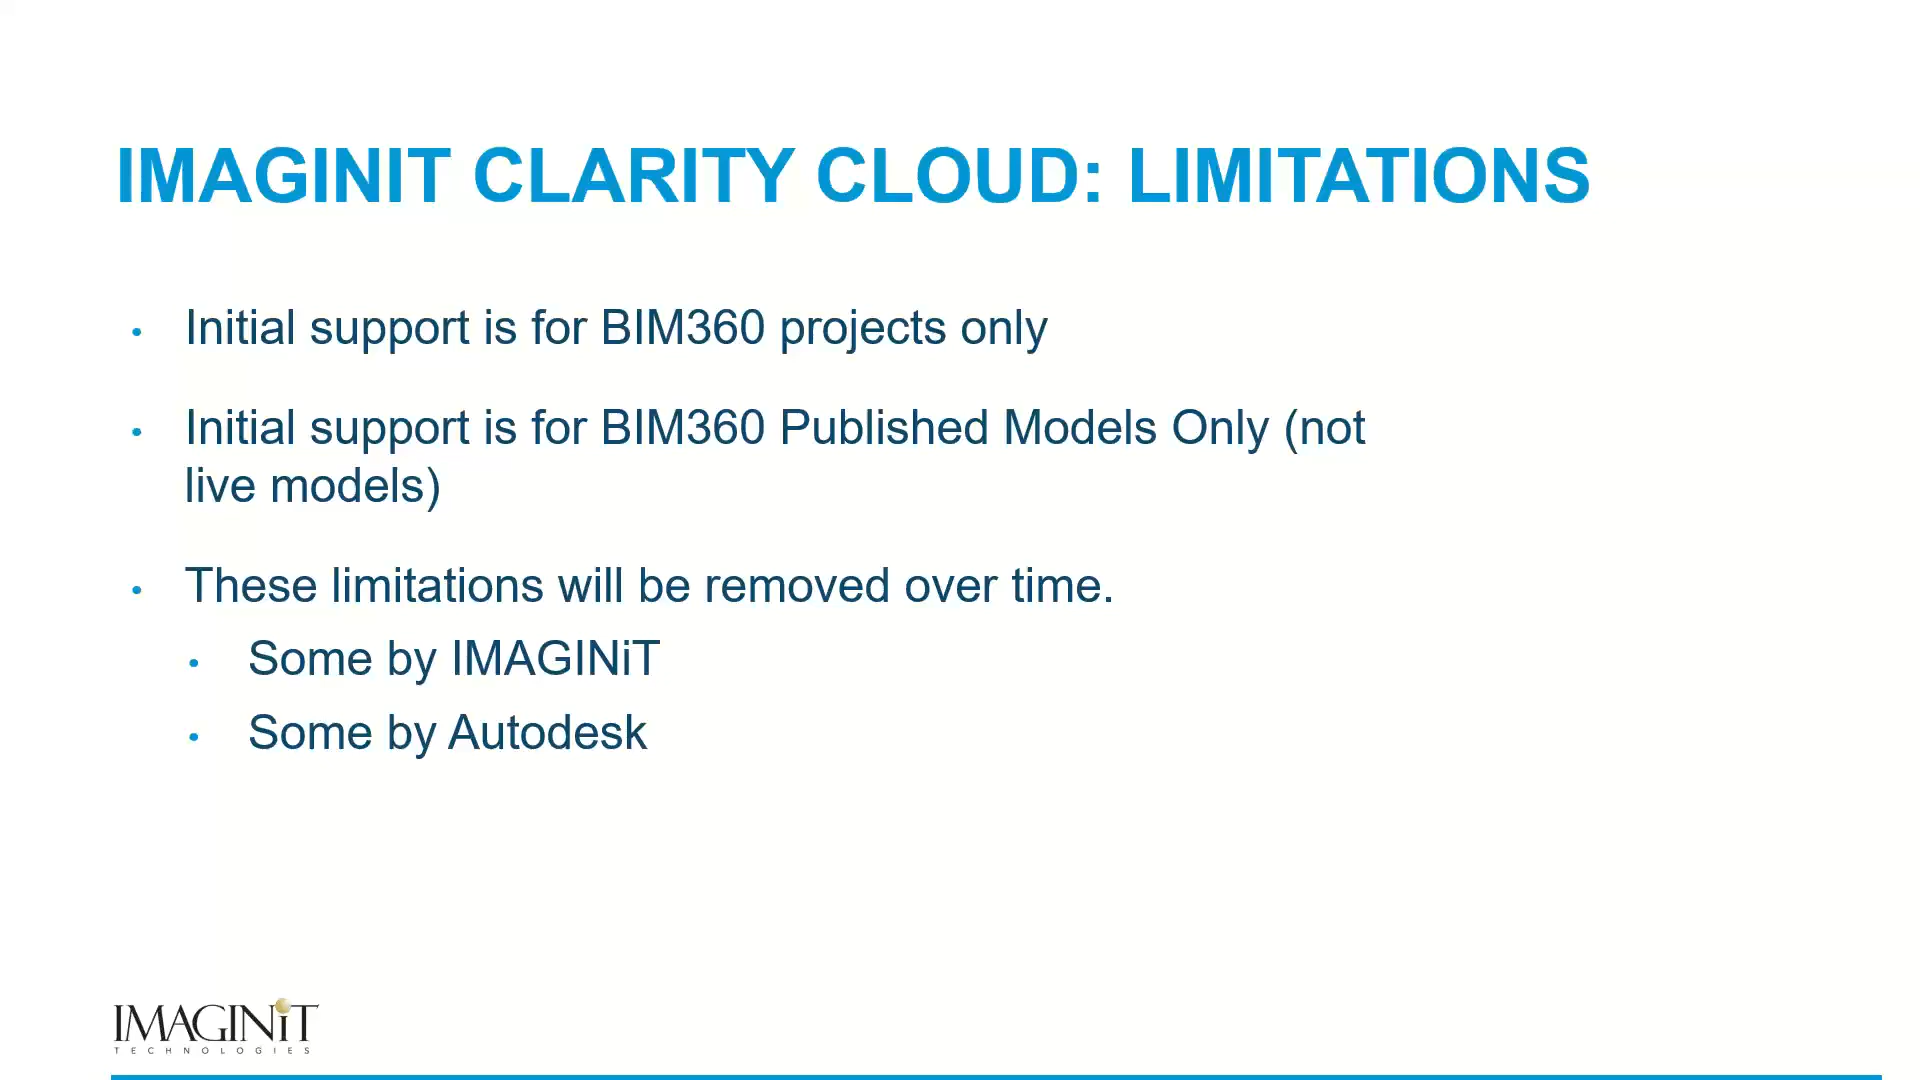 IMAGINIT CLARITY CLOUD: LIMITATIONS
• Initial support is for BIM360 projects only
• Initial support is for BIM360 Published Models Only (not
live models)
• These limitations will be removed over time.
• Some by IMAGINiT
• Some by Autodesk
IMAGINiT
TECHNOLOGIES